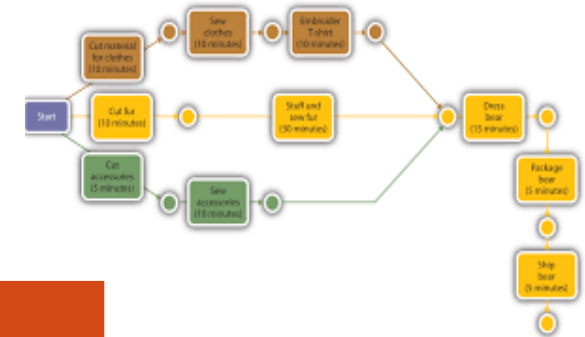 Sew
clothes
(10 minutes)
Embroider
T-shirt
(10 minutes)
Cut material
for clothes
(10 minutes)
Start
Cut fur
(10 minutes)
Stuff and
sew fur
(30 minutes)
Dress
bear
(15 minutes)
Cut
accessories
(5 minutes)
Sew
accessories
(10 minutes)
Package
bear
(5 minutes)
Ship
bear
(5 minutes)